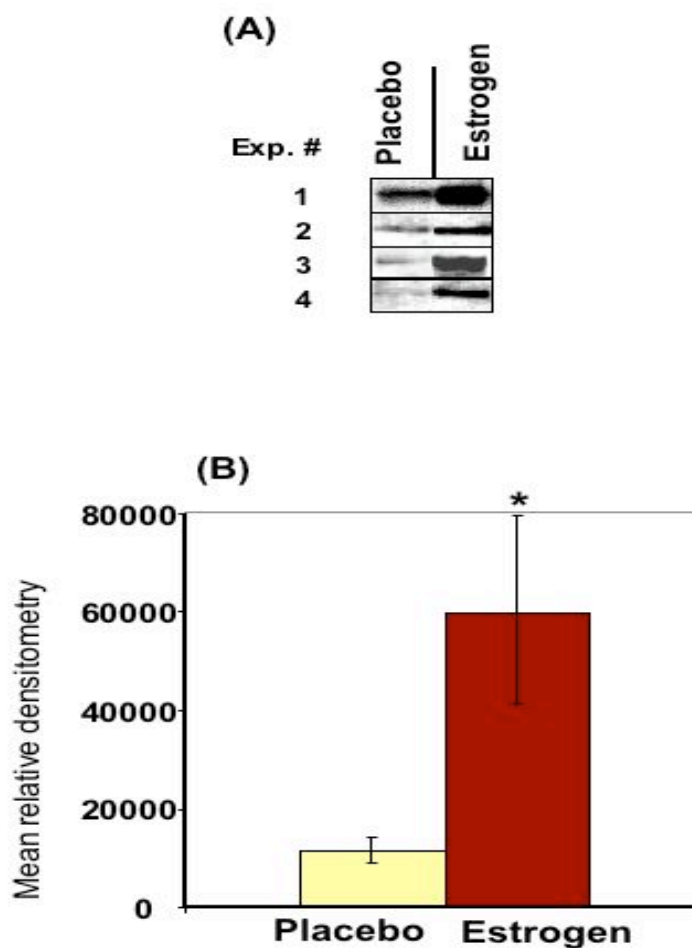 (A)
Exp. # Placebo Estrogen
1
2
3
4
(B)
*
80000
60000
40000
20000
0
Mean relative densitometry
Placebo Estrogen